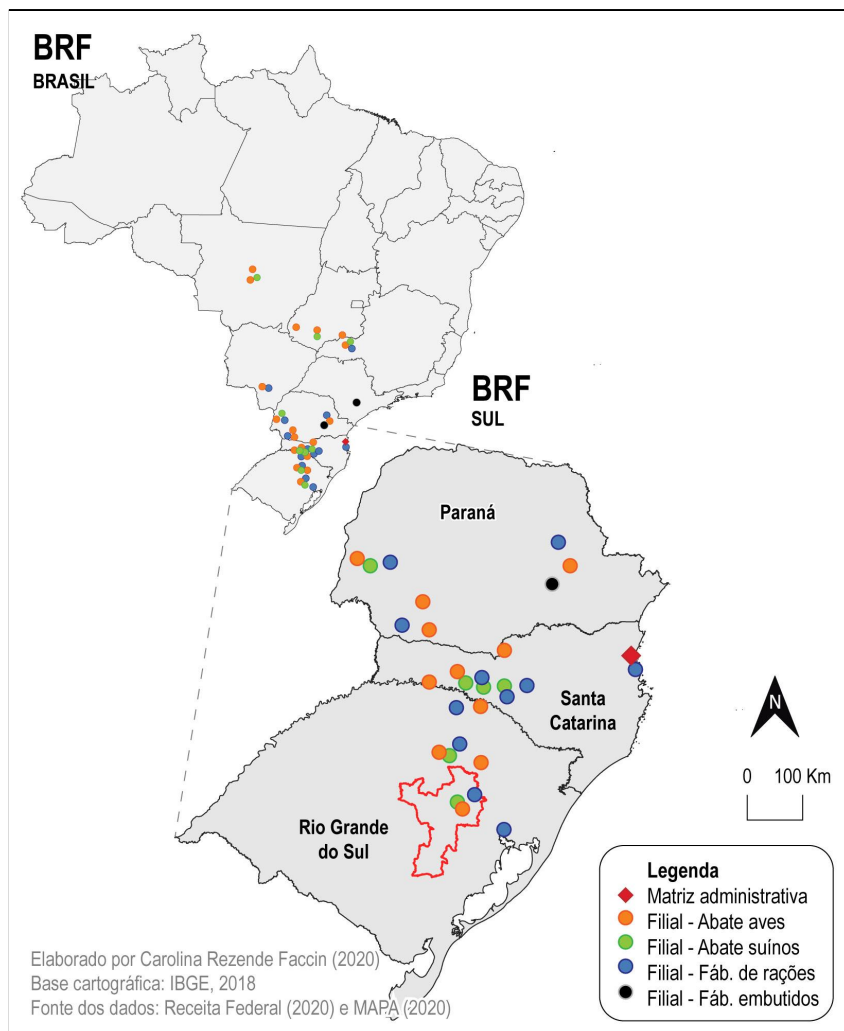 BRF
BRASIL
BRF
SUL
Paraná
Santa
Catarina
N
0 100 Km
Rio Grande
do Sul
Legenda
Matriz administrativa
Filial - Abate aves
Filial - Abate suínos
Filial - Fáb. de rações
Filial - Fáb. embutidos
Elaborado por Carolina Rezende Faccin (2020)
Base cartográfica: IBGE, 2018
Fonte dos dados: Receita Federal (2020) e MAPA (2020)